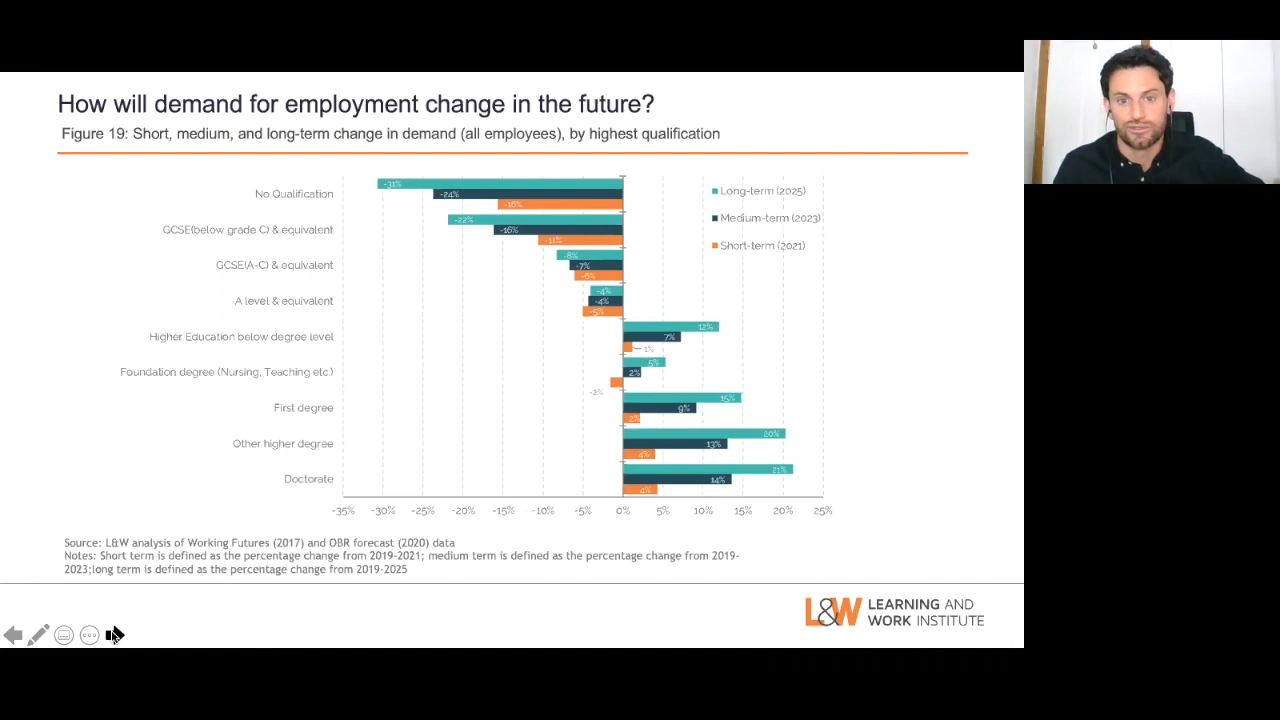 How will demand for employment change in the future?
Figure 19: Short, medium, and long-term change in demand (all employees), by highest qualification
No Qualification
-31%
-24%
-16%
GCSE(below grade C) & equivalent
-22%
-16%
-11%
GCSE(A-C) & equivalent
-8%
-7%
-6%
A level & equivalent
-4%
-4%
-5%
Higher Education below degree level
12%
7%
1%
Foundation degree (Nursing, Teaching etc.)
5%
2%
-2%
First degree
15%
9%
2%
Other higher degree
20%
13%
4%
Doctorate
21%
14%
4%
Long-term (2025)
Medium-term (2023)
Short-term (2021)
-35% -30% -25% -20% -15% -10% -5% 0% 5% 10% 15% 20% 25%
Source: L&W analysis of Working Futures (2017) and OBR forecast (2020) data
Notes: Short term is defined as the percentage change from 2019-2021; medium term is defined as the percentage change from 2019-
2023;long term is defined as the percentage change from 2019-2025
L&W LEARNING AND
WORK INSTITUTE